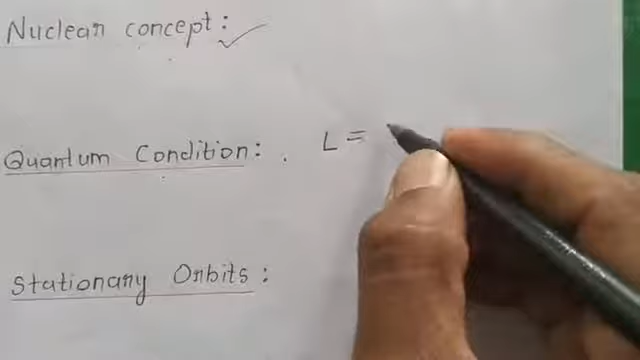 Nuclear concept:
Quantum Condition: . L =
Stationary Orbits: